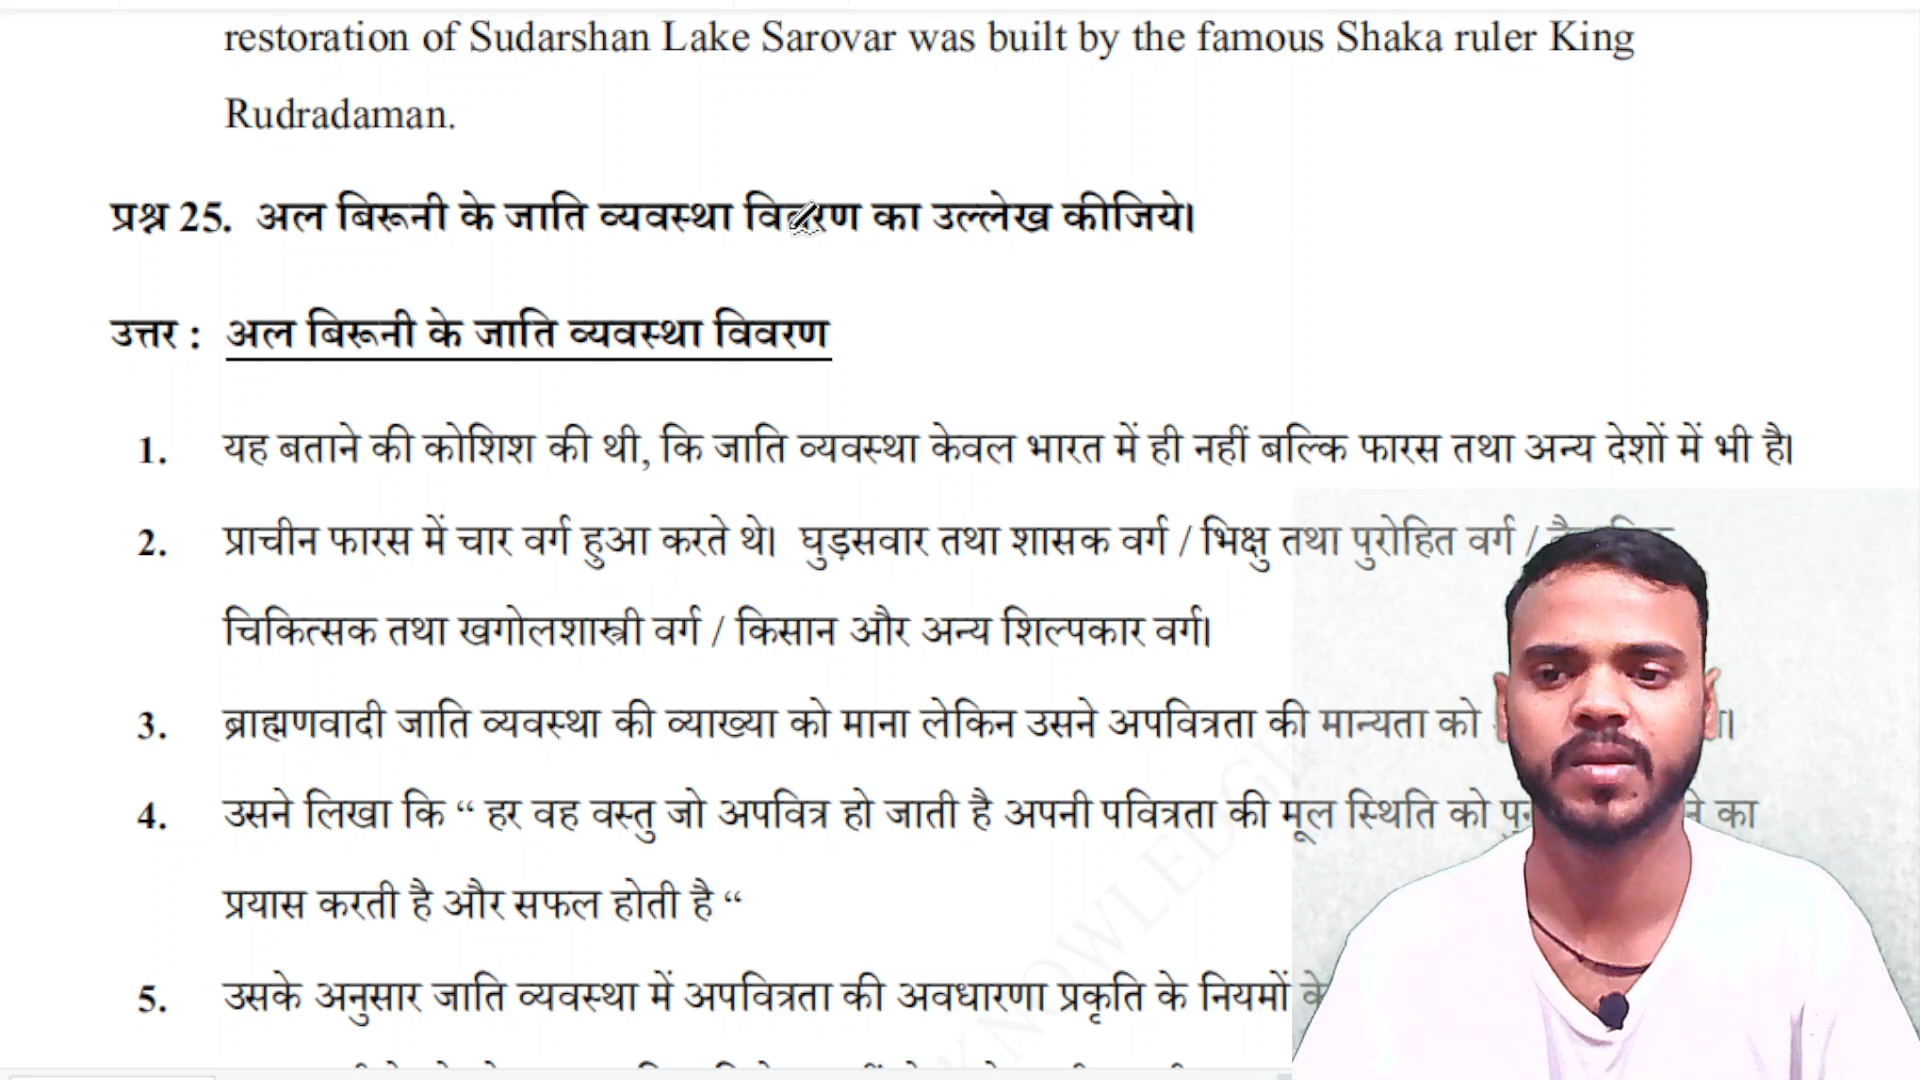 restoration of Sudarshan Lake Sarovar was built by the famous Shaka ruler King
Rudradaman.
प्रश्न 25. अल बिरूनी के जाति व्यवस्था विवरण का उल्लेख कीजिये।
उत्तर : अल बिरूनी के जाति व्यवस्था विवरण
1. यह बताने की कोशिश की थी, कि जाति व्यवस्था केवल भारत में ही नहीं बल्कि फारस तथा अन्य देशों में भी है।
2. प्राचीन फारस में चार वर्ग हुआ करते थे। घुड़सवार तथा शासक वर्ग / भिक्षु तथा पुरोहित वर्ग /
चिकित्सक तथा खगोलशास्त्री वर्ग / किसान और अन्य शिल्पकार वर्ग।
3. ब्राह्मणवादी जाति व्यवस्था की व्याख्या को माना लेकिन उसने अपवित्रता की मान्यता को
4. उसने लिखा कि “ हर वह वस्तु जो अपवित्र हो जाती है अपनी पवित्रता की मूल स्थिति को का
प्रयास करती है और सफल होती है “
5. उसके अनुसार जाति व्यवस्था में अपवित्रता की अवधारणा प्रकृति के नियमों के
KNOWLEDGE